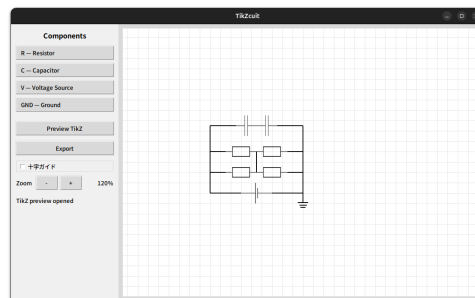 TikZcuit
Components
R — Resistor
C — Capacitor
V — Voltage Source
GND — Ground
Preview TikZ
Export
十字ガイド
Zoom - + 120%
TikZ preview opened